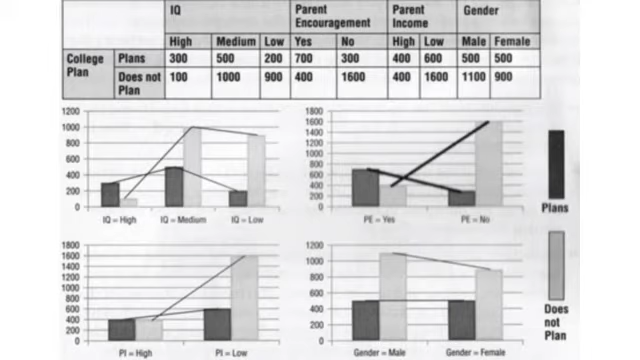 IQ Parent Encouragement Parent Income Gender
High Medium Low Yes No High Low Male Female
College Plan Plans 300 500 200 700 300 400 600 500 500
Does not Plan 100 1000 900 400 1600 400 1600 1100 900
1200
1000
800
600
400
200
0
IQ = High IQ = Medium IQ = Low
1800
1600
1400
1200
1000
800
600
400
200
0
PE = Yes PE = No
Plans
1800
1600
1400
1200
1000
800
600
400
200
0
PI = High PI = Low
1200
1000
800
600
400
200
0
Gender = Male Gender = Female
Does
not
Plan